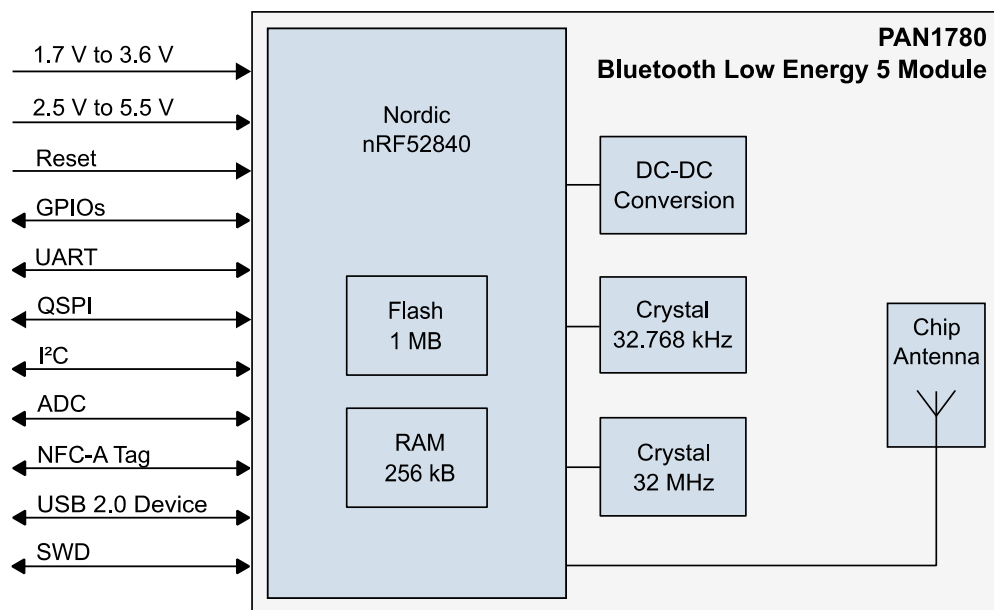 PAN1780
Bluetooth Low Energy 5 Module
1.7 V to 3.6 V
2.5 V to 5.5 V
Reset
GPIOs
UART
QSPI
I²C
ADC
NFC-A Tag
USB 2.0 Device
SWD
Nordic
nRF52840
Flash
1 MB
RAM
256 kB
DC-DC
Conversion
Crystal
32.768 kHz
Crystal
32 MHz
Chip
Antenna